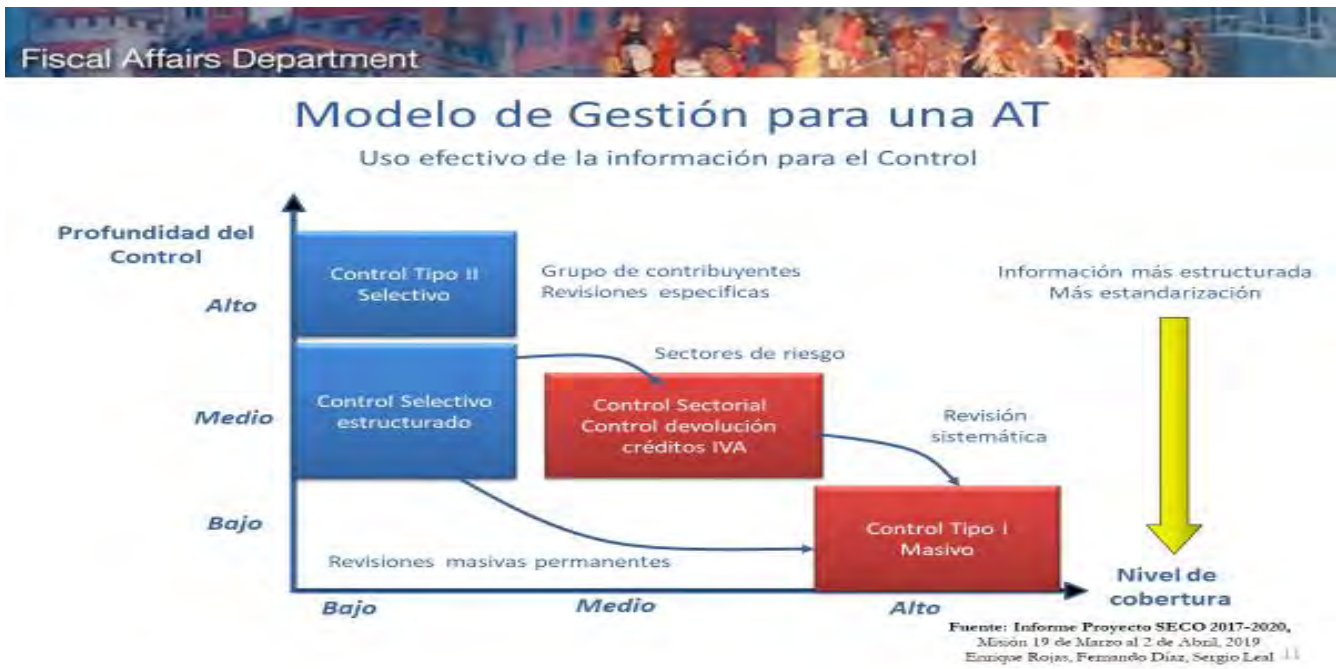 Fiscal Affairs Department
Modelo de Gestión para una AT
Uso efectivo de la información para el Control
Profundidad del
Control
Alto
Control Tipo II
Selectivo
Grupo de contribuyentes
Revisiones especificas
Información más estructurada
Más estandarización
Sectores de riesgo
Medio
Control Selectivo
estructurado
Control Sectorial
Control devolución
créditos IVA
Revisión
sistemática
Bajo
Control Tipo I
Masivo
Revisiones masivas permanentes
Nivel de
cobertura
Bajo
Medio
Alto
Fuente: Informe Proyecto SECO 2017-2020,
Misión 19 de Marzo al 2 de Abril, 2019
Enrique Rojas, Fernando Díaz, Sergio Leal 11